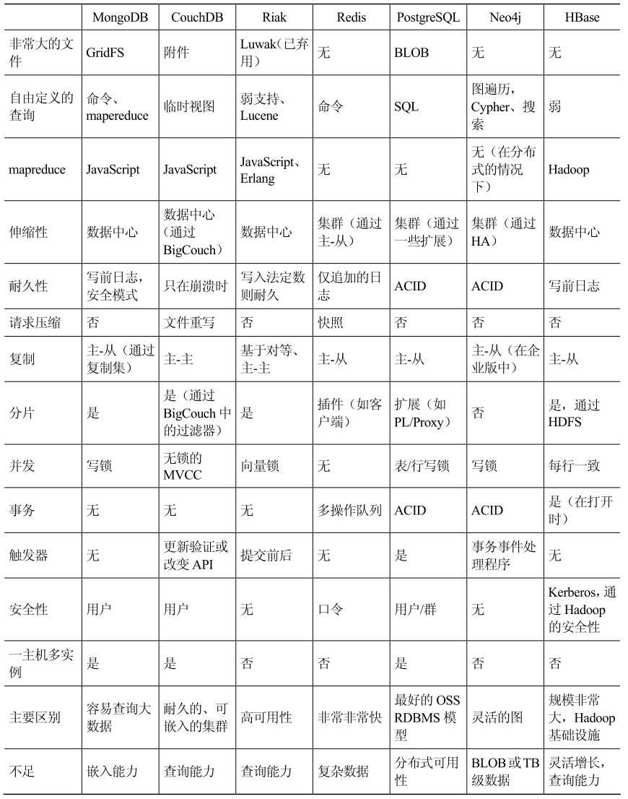 MongoDB CouchDB Riak Redis PostgreSQL Neo4j HBase
非常大的文件 GridFS 附件 Luwak（已弃用） 无 BLOB 无 无
自由定义的查询 命令、mapereduce 临时视图 弱支持、Lucene 命令 SQL 图遍历，Cypher、搜索 弱
mapreduce JavaScript JavaScript JavaScript、Erlang 无 无 无（在分布式的情况下） Hadoop
伸缩性 数据中心 数据中心（通过BigCouch） 数据中心 集群（通过主-从） 集群（通过一些扩展） 集群（通过HA） 数据中心
耐久性 写前日志，安全模式 只在崩溃时 写入法定数则耐久 仅追加的日志 ACID ACID 写前日志
请求压缩 否 文件重写 否 快照 否 否 否
复制 主-从（通过复制集） 主-主 基于对等、主-主 主-从 主-从 主-从（在企业版中） 主-从
分片 是 是（通过BigCouch 中的过滤器） 是 插件（如客户端） 扩展（如PL/Proxy） 否 是，通过HDFS
并发 写锁 无锁的MVCC 向量锁 无 表/行写锁 写锁 每行一致
事务 无 无 无 多操作队列 ACID ACID 是（在打开时）
触发器 无 更新验证或改变 API 提交前后 无 是 事务事件处理程序 无
安全性 用户 用户 无 口令 用户/群 无 Kerberos，通过 Hadoop的安全性
一主机多实例 是 是 否 否 是 否 否
主要区别 容易查询大数据 耐久的、可嵌入的集群 高可用性 非常非常快 最好的 OSS RDBMS 模型 灵活的图 规模非常大，Hadoop基础设施
不足 嵌入能力 查询能力 查询能力 复杂数据 分布式可用性 BLOB 或 TB级数据 灵活增长，查询能力